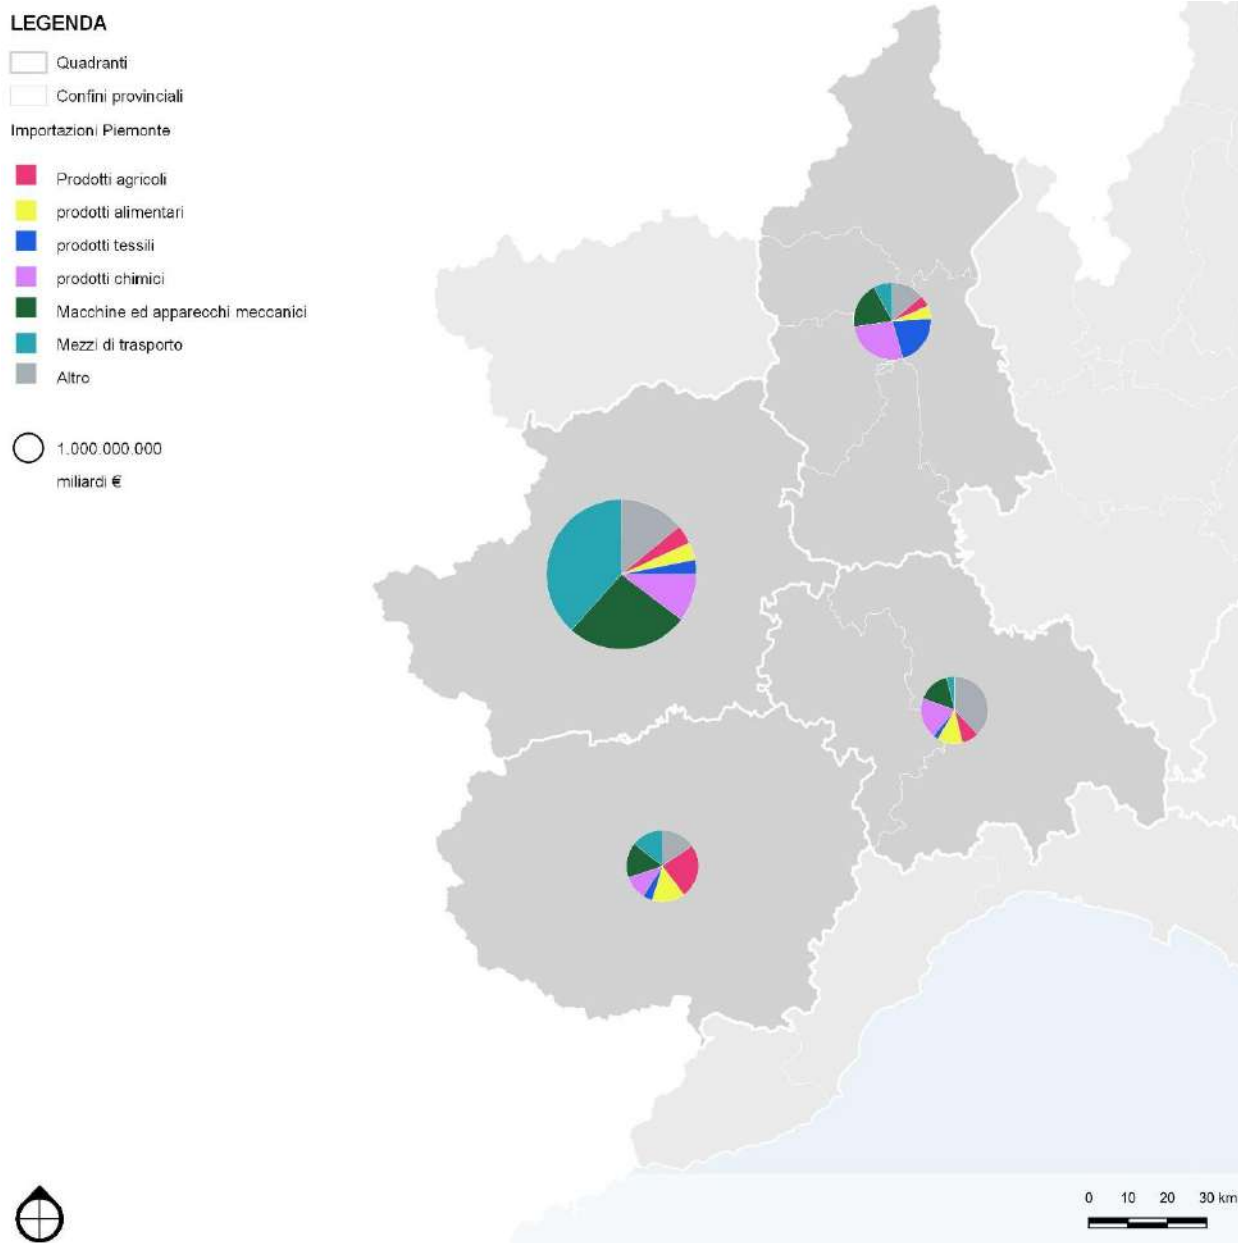 LEGENDA
Quadranti
Confini provinciali
Importazioni Piemonte
Prodotti agricoli
prodotti alimentari
prodotti tessili
prodotti chimici
Macchine ed apparecchi meccanici
Mezzi di trasporto
Altro
1.000.000.000
miliardi €
0 10 20 30 km